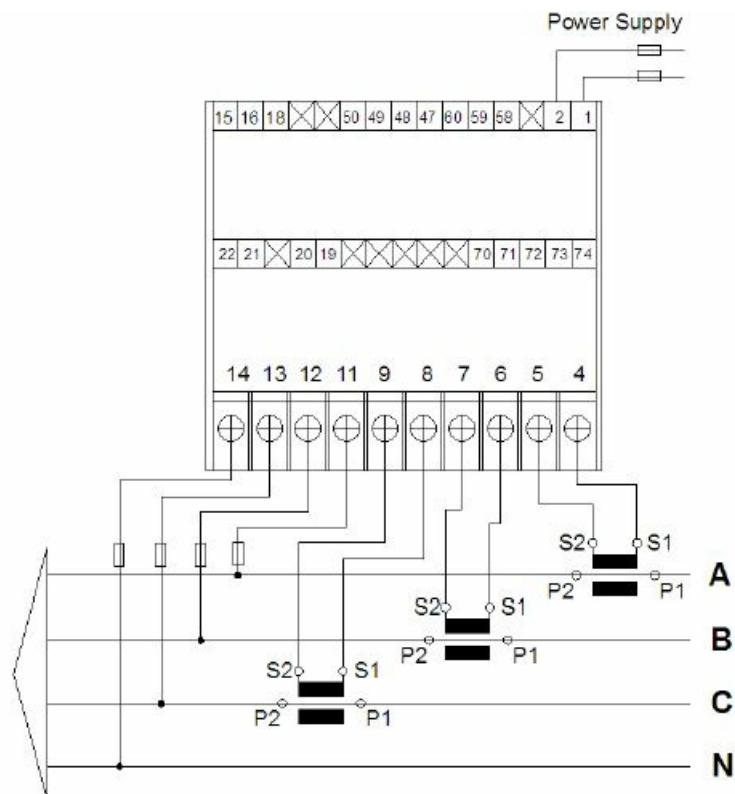 Power Supply
15 16 18 50 49 48 47 60 59 58 2 1
22 21 20 19 70 71 72 73 74
14 13 12 11 9 8 7 6 5 4
S2 S1
A
P2 P1
S2 S1
B
P2 P1
S2 S1
C
P2 P1
N